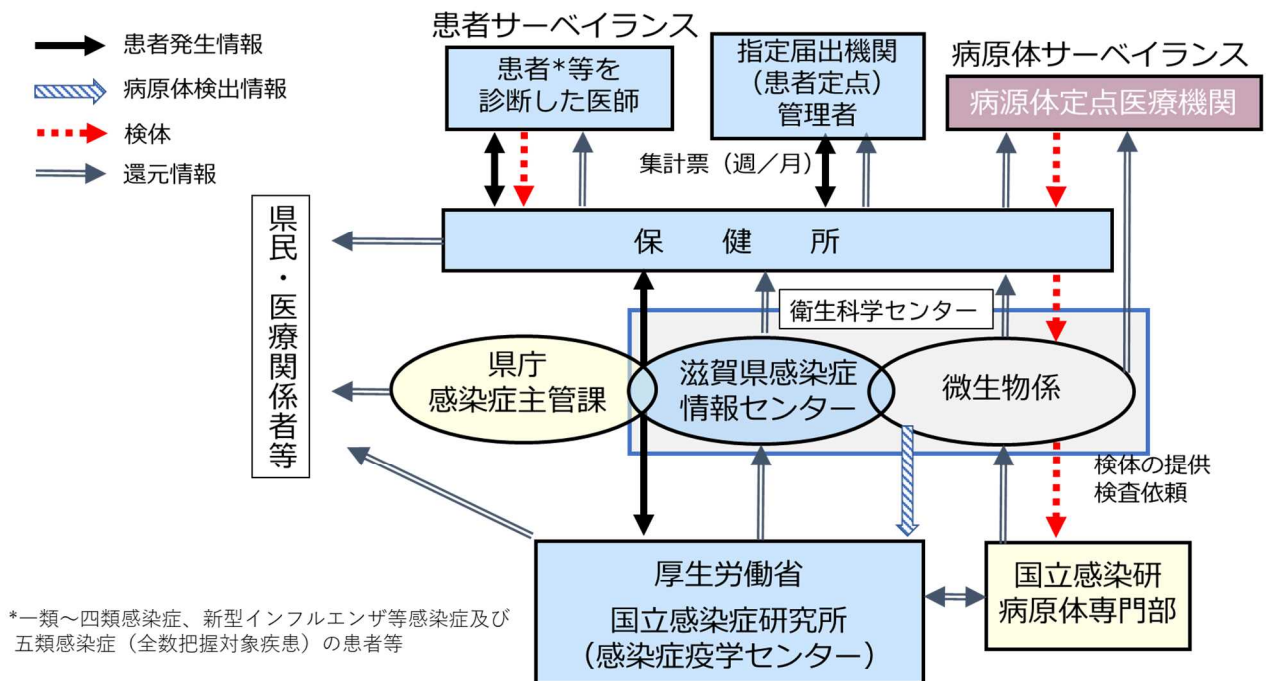 患者発生情報
病原体検出情報
検体
還元情報
患者サーベイランス
患者*等を
診断した医師
指定届出機関
(患者定点)
管理者
病原体サーベイランス
病源体定点医療機関
集計票（週／月）
県民・医療関係者等
保　健　所
衛生科学センター
県庁
感染症主管課
滋賀県感染症
情報センター
微生物係
検体の提供
検査依頼
厚生労働省
国立感染症研究所
（感染症疫学センター）
国立感染研
病原体専門部
*一類～四類感染症、新型インフルエンザ等感染症及び
五類感染症（全数把握対象疾患）の患者等